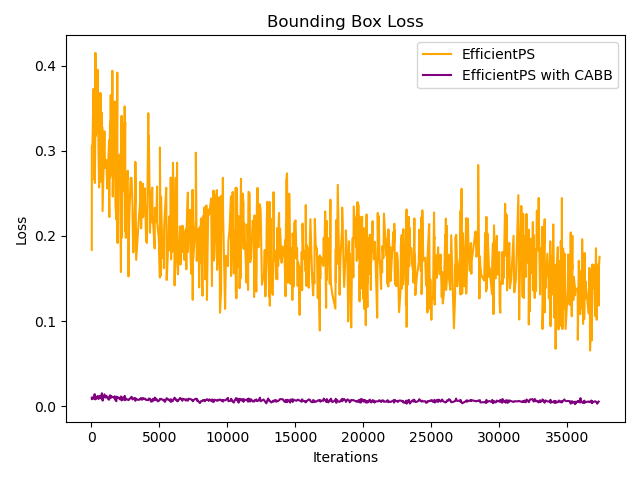 Bounding Box Loss
EfficientPS
EfficientPS with CABB
Loss
0.4
0.3
0.2
0.1
0.0
0 5000 10000 15000 20000 25000 30000 35000
Iterations